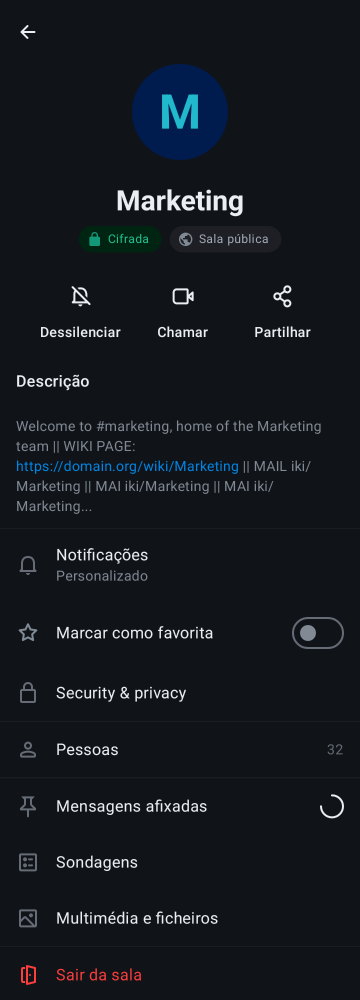 M
Marketing
Cifrada
Sala pública
Dessilenciar
Chamar
Partilhar
Descrição
Welcome to #marketing, home of the Marketing
team || WIKI PAGE:
https://domain.org/wiki/Marketing || MAIL iki/
Marketing || MAI iki/Marketing || MAI iki/
Marketing...
Notificações
Personalizado
Marcar como favorita
Security & privacy
Pessoas 32
Mensagens afixadas
Sondagens
Multimédia e ficheiros
Sair da sala